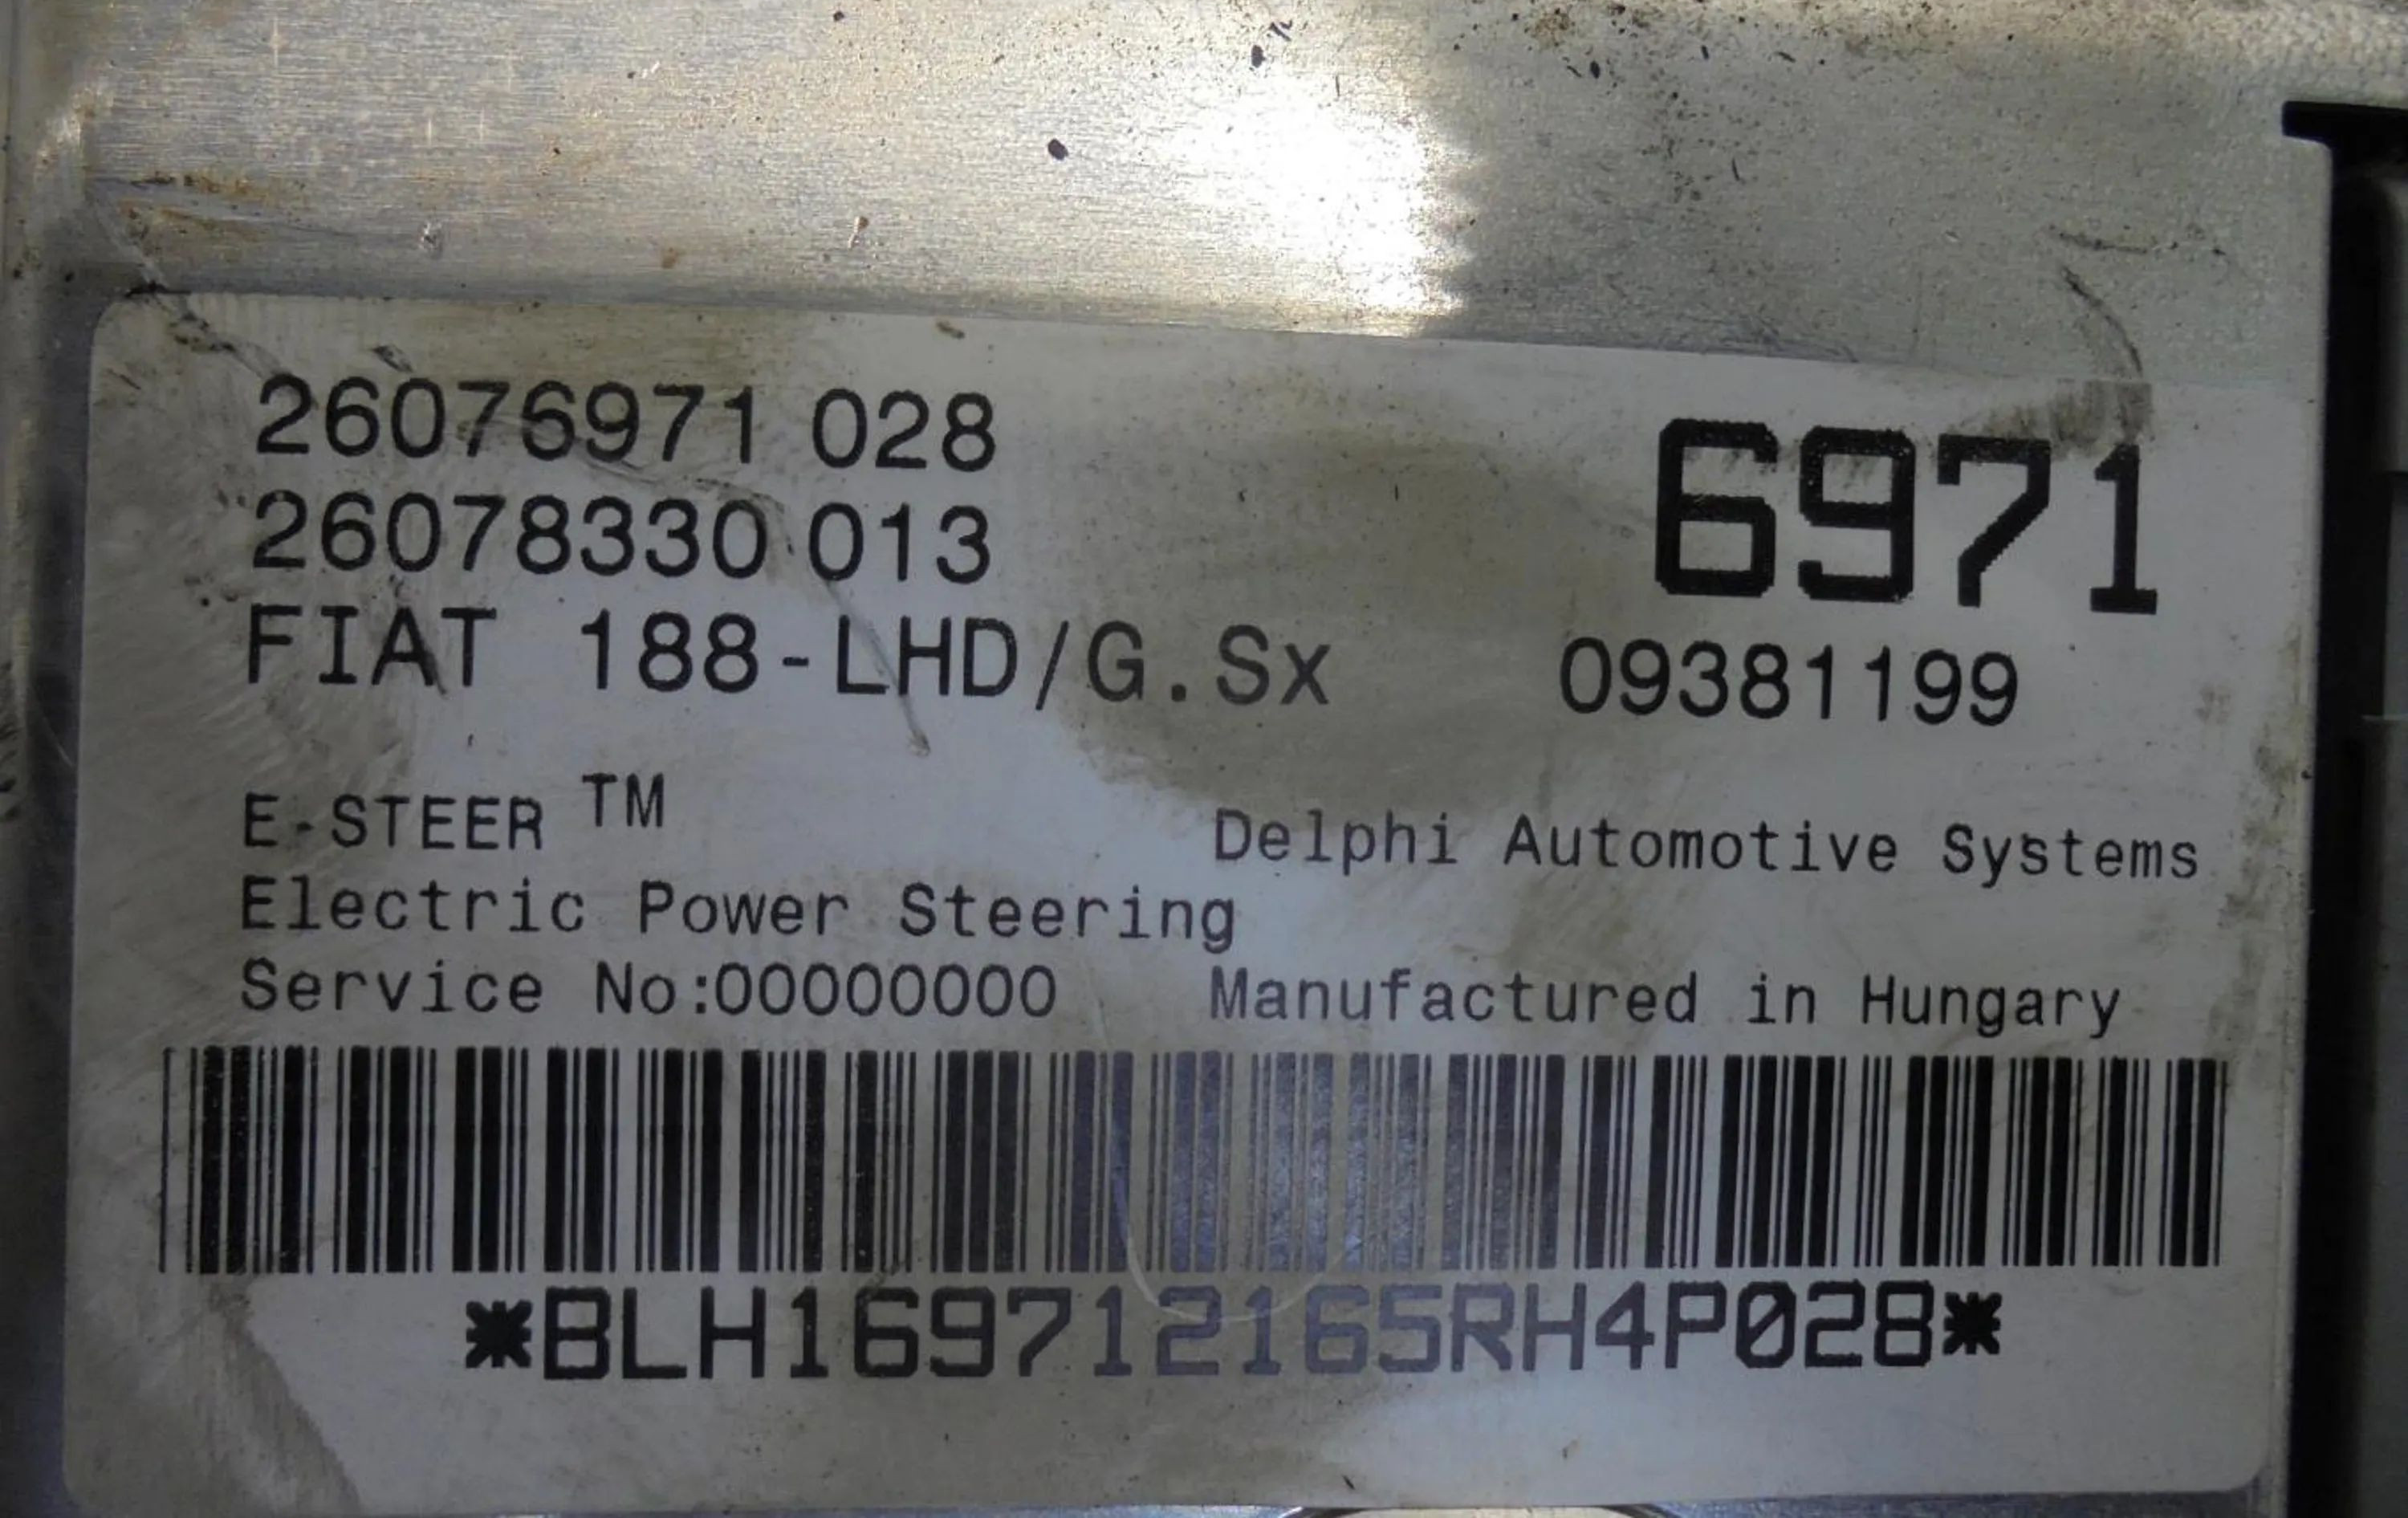 26076971 028
6971
26078330 013
FIAT 188-LHD/G.Sx 09381199
E-STEER TM
Delphi Automotive Systems
Electric Power Steering
Service No:00000000 Manufactured in Hungary
*BLH169712165RH4P028*